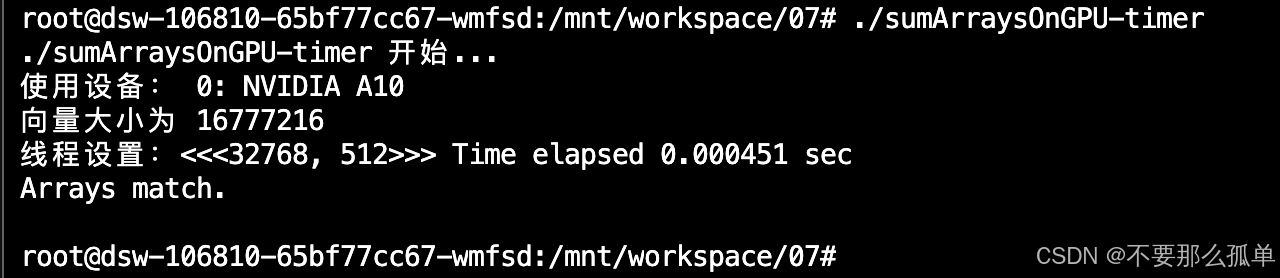 root@dsw-106810-65bf77cc67-wmfsd:/mnt/workspace/07# ./sumArraysOnGPU-timer
./sumArraysOnGPU-timer 开始...
使用设备： 0: NVIDIA A10
向量大小为 16777216
线程设置：<<<32768, 512>>> Time elapsed 0.000451 sec
Arrays match.
root@dsw-106810-65bf77cc67-wmfsd:/mnt/workspace/07#
CSDN @不要那么孤单